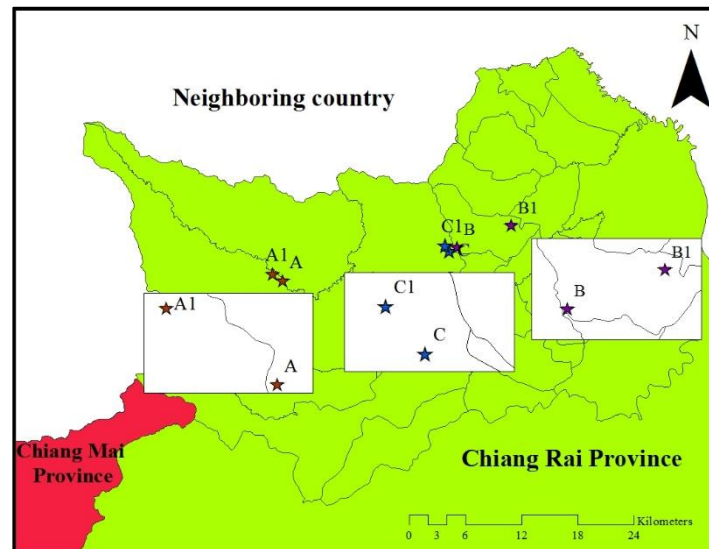 N
Neighboring country
B1
C1 B
C
A1 A
B1
B
C1
C
A1
A
Chiang Mai
Province
Chiang Rai Province
Kilometers
0 3 6 12 18 24